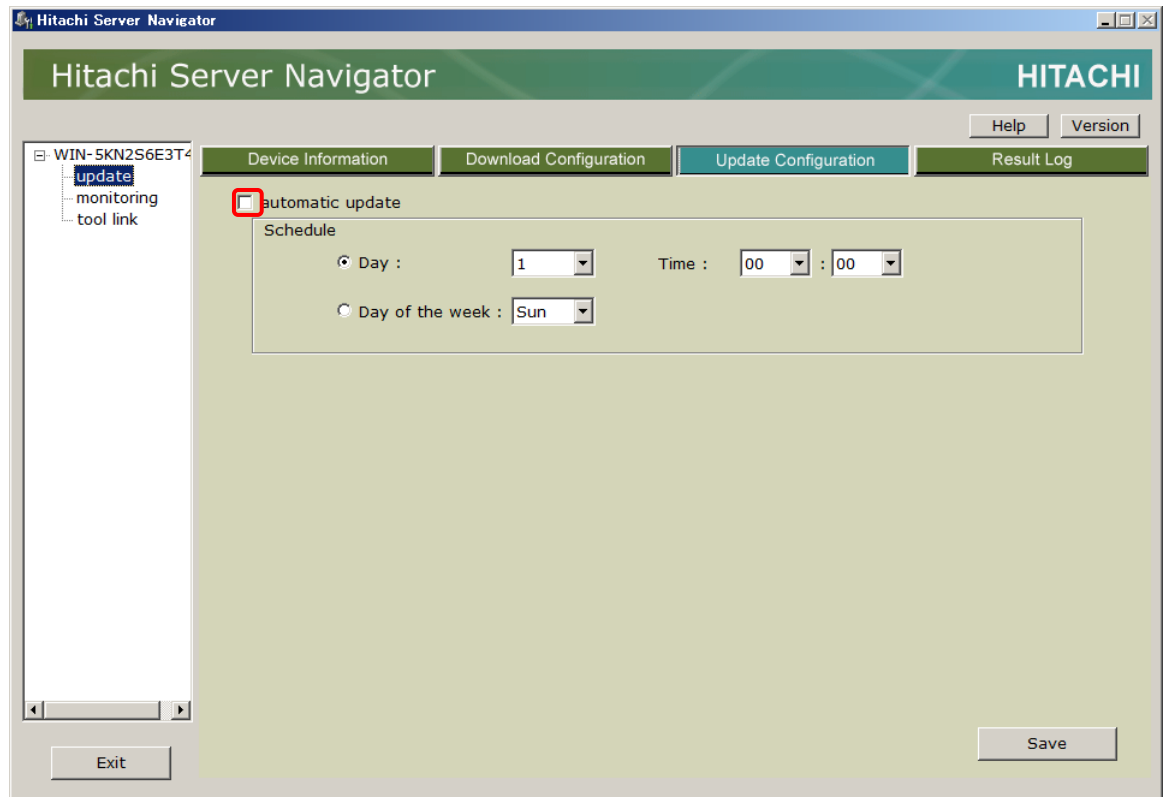 Hitachi Server Navigator
Hitachi Server Navigator
HITACHI
Help Version
WIN-5KN2S6E3T4
update
monitoring
tool link
Device Information Download Configuration Update Configuration Result Log
automatic update
Schedule
Day : 1 Time : 00 : 00
Day of the week : Sun
Save
Exit